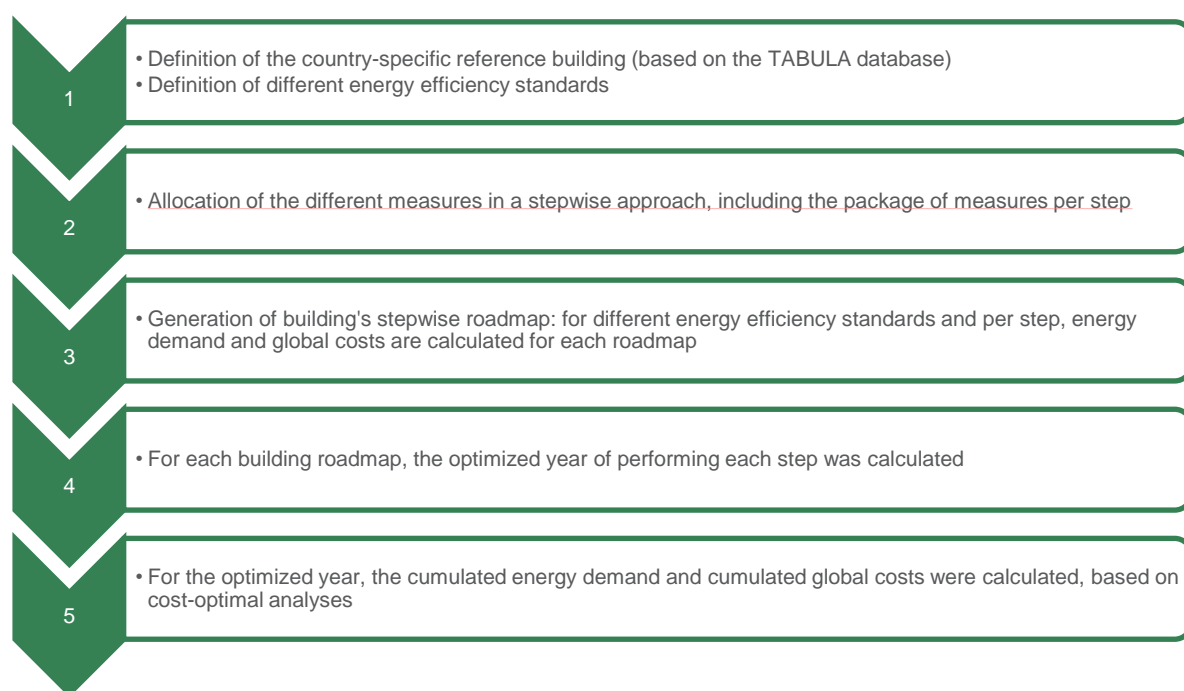 1
• Definition of the country-specific reference building (based on the TABULA database)
• Definition of different energy efficiency standards
2
• Allocation of the different measures in a stepwise approach, including the package of measures per step
3
• Generation of building's stepwise roadmap: for different energy efficiency standards and per step, energy
demand and global costs are calculated for each roadmap
4
• For each building roadmap, the optimized year of performing each step was calculated
5
• For the optimized year, the cumulated energy demand and cumulated global costs were calculated, based on
cost-optimal analyses